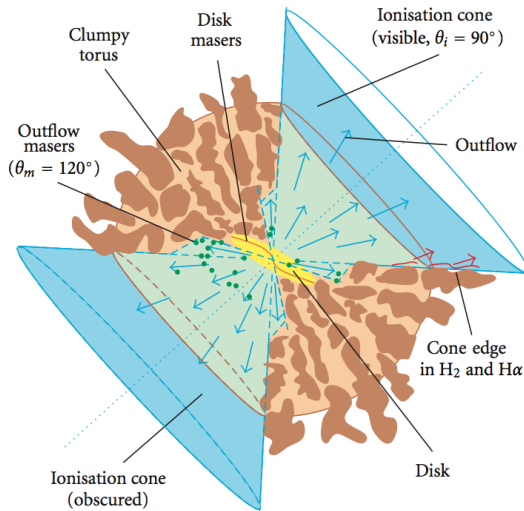 Clumpy
torus
Disk
masers
Ionisation cone
(visible, θi = 90°)
Outflow
Outflow
masers
(θm = 120°)
Cone edge
in H2 and Hα
Disk
Ionisation cone
(obscured)